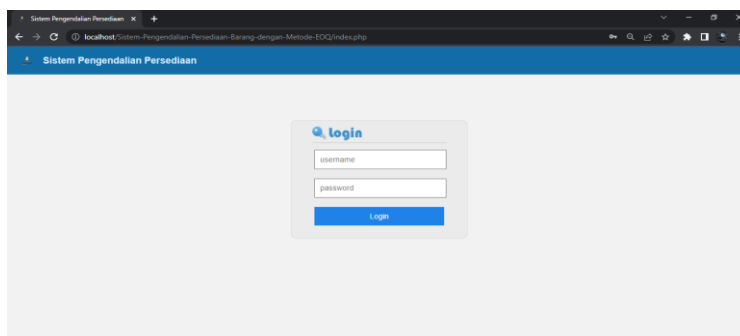 Sistem Pengendalian Persediaan
localhost/Sistem-Pengendalian-Persediaan-Barang-dengan-Metode-EOQ/index.php
Sistem Pengendalian Persediaan
Login
username
password
Login